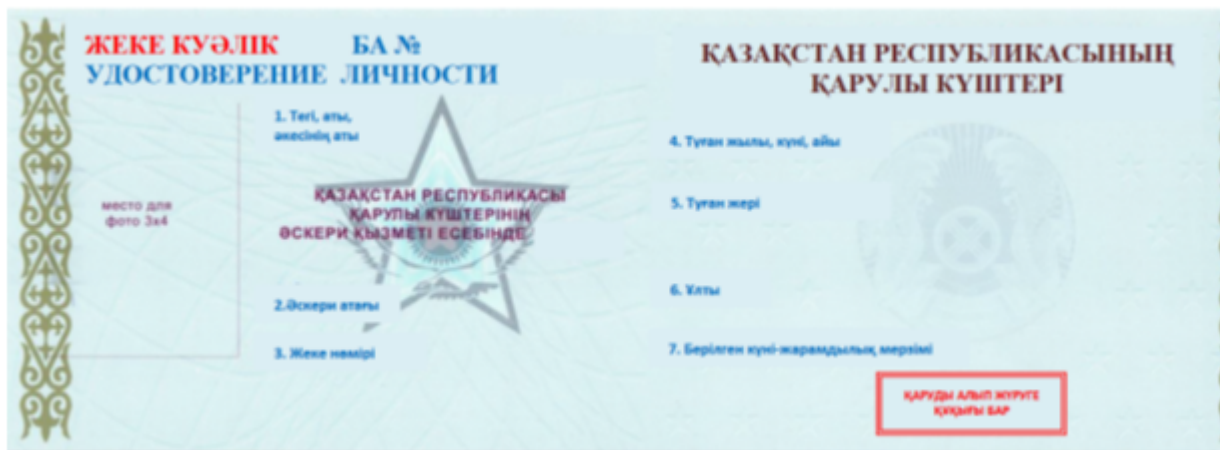 ЖЕКЕ КУӘЛІК БА №
УДОСТОВЕРЕНИЕ ЛИЧНОСТИ
место для
фото 3х4
1. Тегі, аты,
әкесінің аты
ҚАЗАҚСТАН РЕСПУБЛИКАСЫ
ҚАРУЛЫ КҮШТЕРІНІҢ
ӘСКЕРИ ҚЫЗМЕТІ ЕСЕБІНДЕ
2.Әскери атағы
3. Жеке нөмірі
ҚАЗАҚСТАН РЕСПУБЛИКАСЫНЫҢ
ҚАРУЛЫ КҮШТЕРІ
4. Туған жылы, күні, айы
5. Туған жері
6. Ұлты
7. Берілген күні-жарамдылық мерзімі
ҚАРУДЫ АЛЫП ЖҮРУГЕ
ҚҰҚЫҒЫ БАР